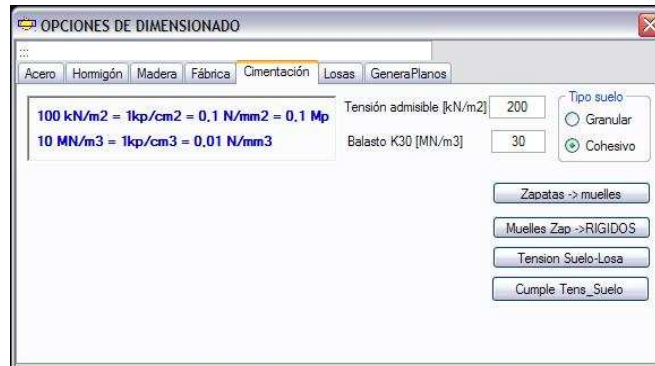 OPCIONES DE DIMENSIONADO
:::
Acero Hormigón Madera Fábrica Cimentación Losas GeneraPlanos
100 kN/m2 = 1kp/cm2 = 0.1 N/mm2 = 0.1 Mp
10 MN/m3 = 1kp/cm3 = 0.01 N/mm3
Tensión admisible [kN/m2] 200
Balasto K30 [MN/m3] 30
Tipo suelo
Granular
Cohesivo
Zapatas -> muelles
Muelles Zap ->RIGIDOS
Tension Suelo-Losa
Cumple Tens_Suelo